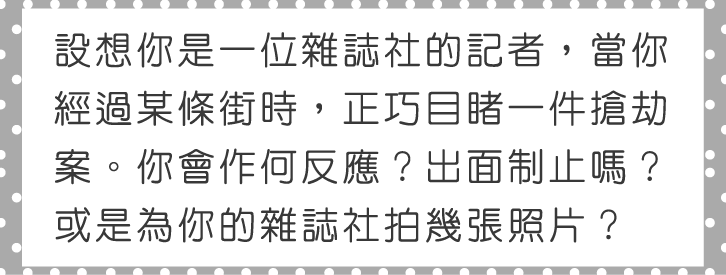 設想你是一位雜誌社的記者，當你
經過某條街時，正巧目睹一件搶劫
案。你會作何反應？出面制止嗎？
或是為你的雜誌社拍幾張照片？